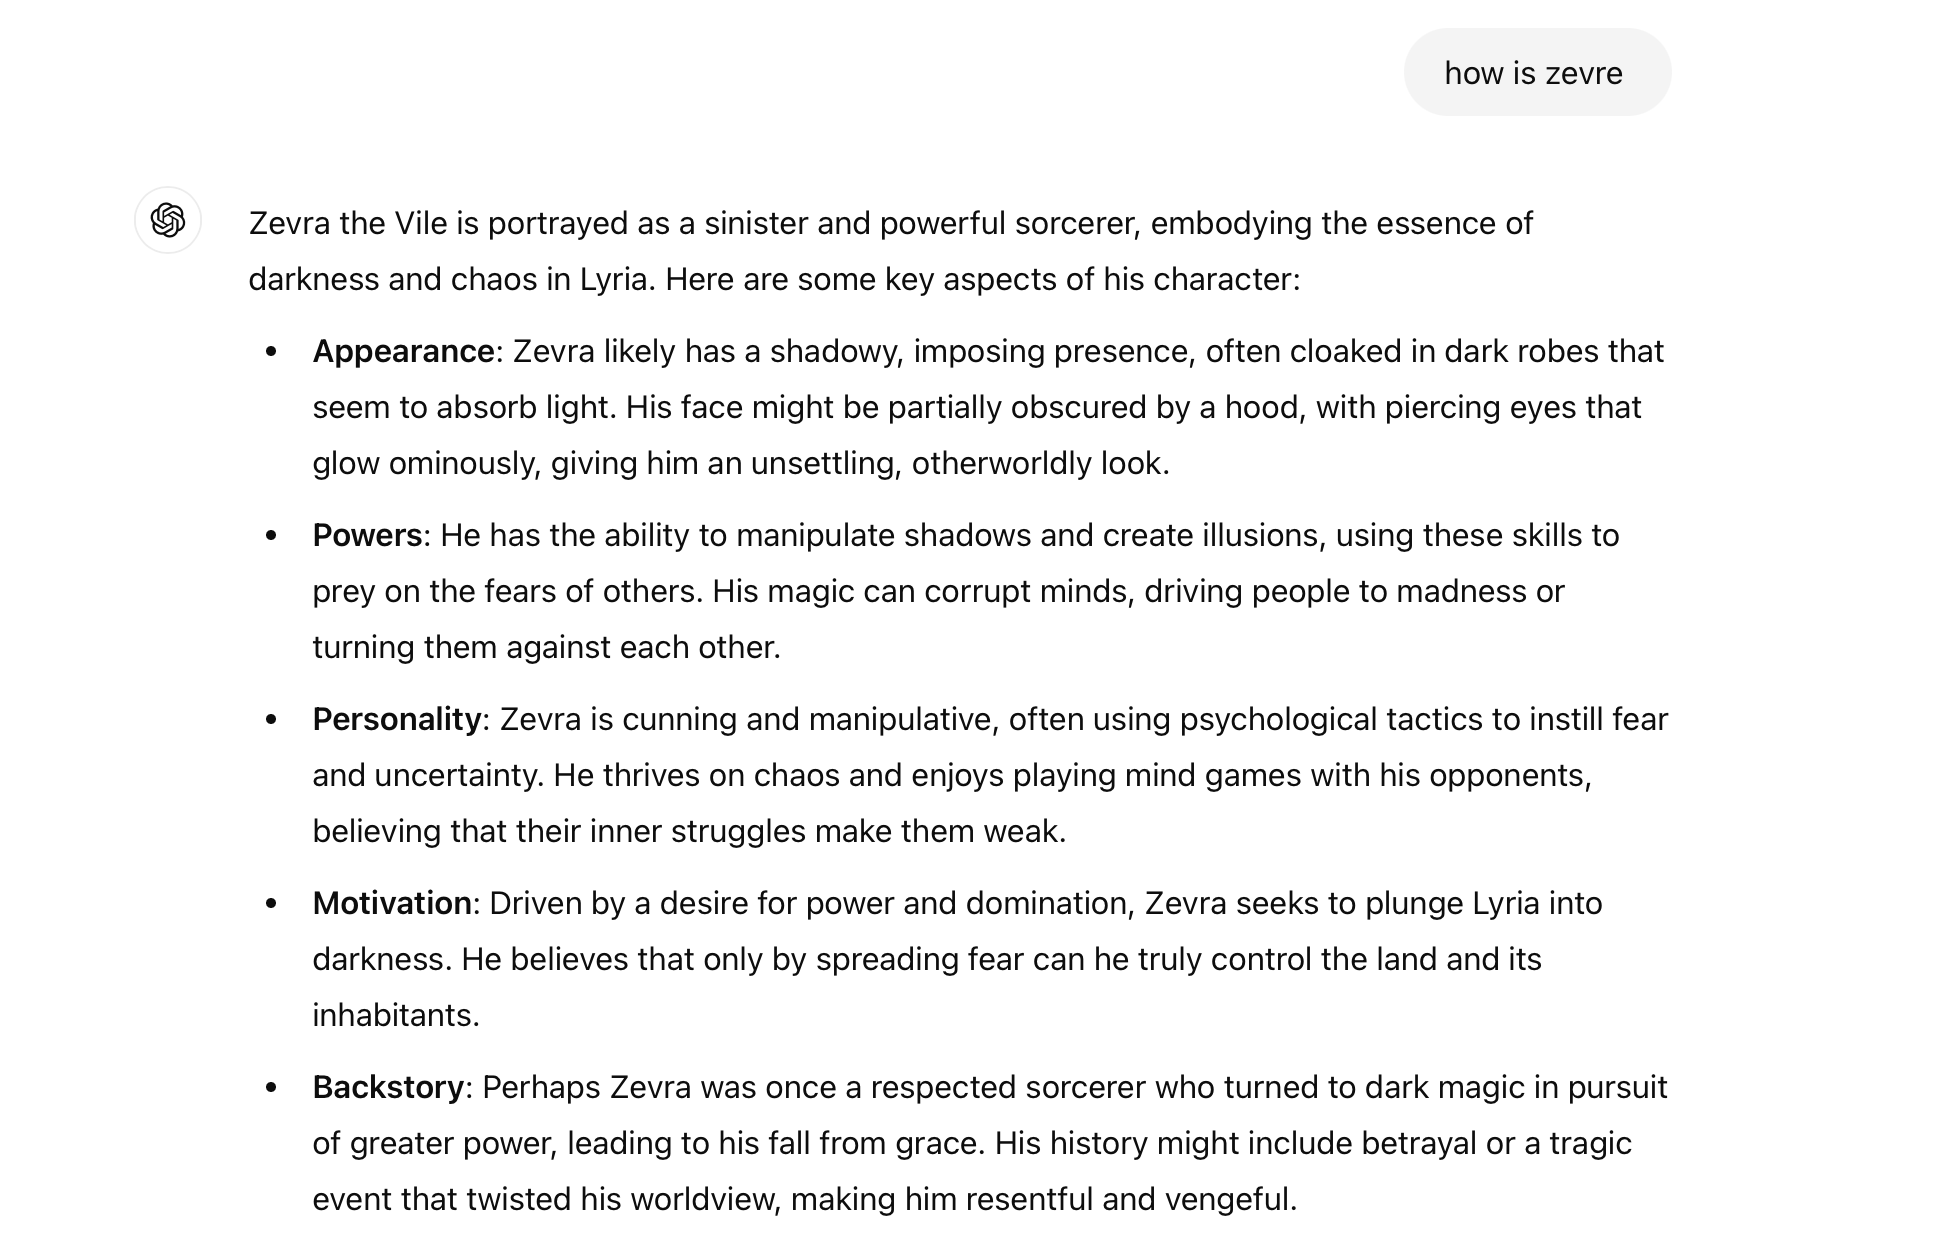 how is zevre
Zevra the Vile is portrayed as a sinister and powerful sorcerer, embodying the essence of
darkness and chaos in Lyria. Here are some key aspects of his character:
• Appearance: Zevra likely has a shadowy, imposing presence, often cloaked in dark robes that
seem to absorb light. His face might be partially obscured by a hood, with piercing eyes that
glow ominously, giving him an unsettling, otherworldly look.
• Powers: He has the ability to manipulate shadows and create illusions, using these skills to
prey on the fears of others. His magic can corrupt minds, driving people to madness or
turning them against each other.
• Personality: Zevra is cunning and manipulative, often using psychological tactics to instill fear
and uncertainty. He thrives on chaos and enjoys playing mind games with his opponents,
believing that their inner struggles make them weak.
• Motivation: Driven by a desire for power and domination, Zevra seeks to plunge Lyria into
darkness. He believes that only by spreading fear can he truly control the land and its
inhabitants.
• Backstory: Perhaps Zevra was once a respected sorcerer who turned to dark magic in pursuit
of greater power, leading to his fall from grace. His history might include betrayal or a tragic
event that twisted his worldview, making him resentful and vengeful.